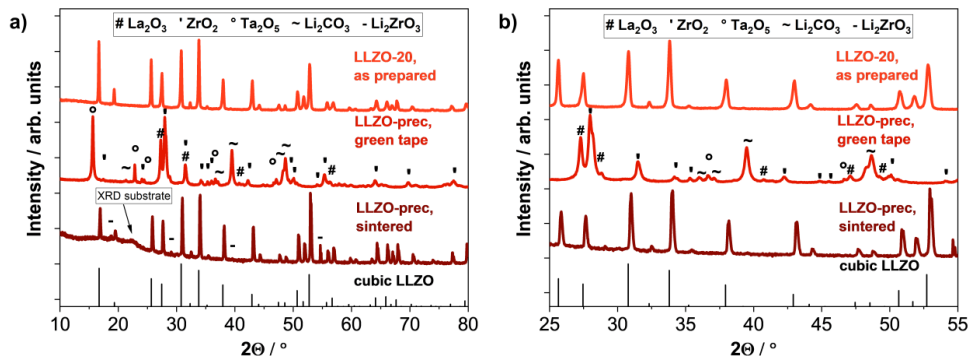 a)
# La₂O₃ ' ZrO₂ ° Ta₂O₅ ~ Li₂CO₃ - Li₂ZrO₃
LLZO-20,
as prepared
LLZO-prec,
green tape
XRD substrate
LLZO-prec,
sintered
cubic LLZO
Intensity / arb. units
10 20 30 40 50 60 70 80
2Θ / °
b)
# La₂O₃ ' ZrO₂ ° Ta₂O₅ ~ Li₂CO₃ - Li₂ZrO₃
LLZO-20,
as prepared
LLZO-prec,
green tape
LLZO-prec,
sintered
cubic LLZO
Intensity / arb. units
25 30 35 40 45 50 55
2Θ / °